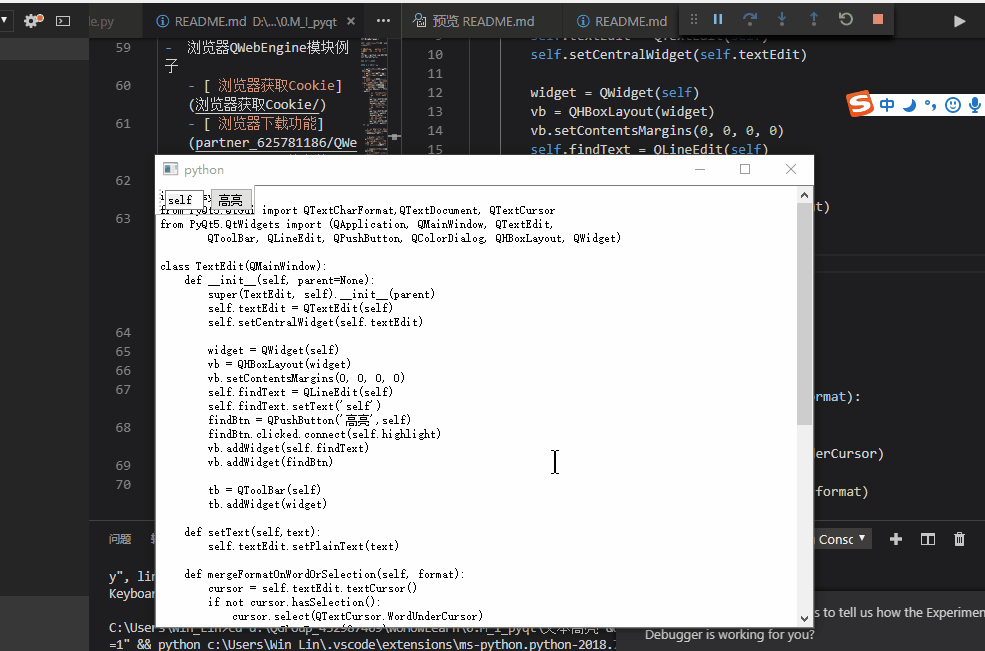 le.py
README.md D:\...\0.M_I_pyqt
预览 README.md
README.md
59 - 浏览器QWebEngine模块例
子
60 - [ 浏览器获取Cookie]
(浏览器获取Cookie/)
61 - [ 浏览器下载功能]
(partner_625781186/QWe
62
63
64
65
66
67
68
69
70
10 self.setCentralWidget(self.textEdit)
11
12 widget = QWidget(self)
13 vb = QHBoxLayout(widget)
14 vb.setContentsMargins(0, 0, 0, 0)
15 self.findText = QLineEdit(self)
中
t)
rmat):
erCursor)
format)
python
self
高亮
from PyQt5.QtGui import QTextCharFormat,QTextDocument, QTextCursor
from PyQt5.QtWidgets import (QApplication, QMainWindow, QTextEdit,
QToolBar, QLineEdit, QPushButton, QColorDialog, QHBoxLayout, QWidget)
class TextEdit(QMainWindow):
def __init__(self, parent=None):
super(TextEdit, self).__init__(parent)
self.textEdit = QTextEdit(self)
self.setCentralWidget(self.textEdit)
widget = QWidget(self)
vb = QHBoxLayout(widget)
vb.setContentsMargins(0, 0, 0, 0)
self.findText = QLineEdit(self)
self.findText.setText('self')
findBtn = QPushButton('高亮',self)
findBtn.clicked.connect(self.highlight)
vb.addWidget(self.findText)
vb.addWidget(findBtn)
tb = QToolBar(self)
tb.addWidget(widget)
def setText(self,text):
self.textEdit.setPlainText(text)
def mergeFormatOnWordOrSelection(self, format):
cursor = self.textEdit.textCursor()
if not cursor.hasSelection():
cursor.select(QTextCursor.WordUnderCursor)
问题
Consc
y", lin
Keyboar
s to tell us how the Experimen
Debugger is working for you?
=1" && python c:\Users\Win Lin\.vscode\extensions\ms-python.python-2018.